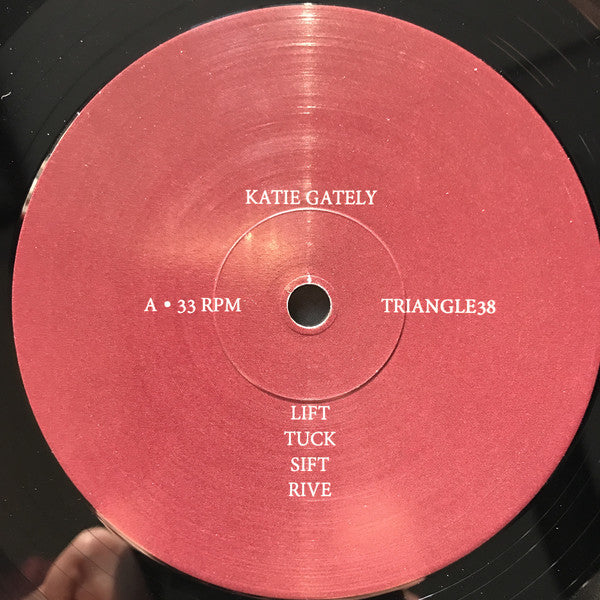 KATIE GATELY
A • 33 RPM
TRIANGLE38
LIFT
TUCK
SIFT
RIVE